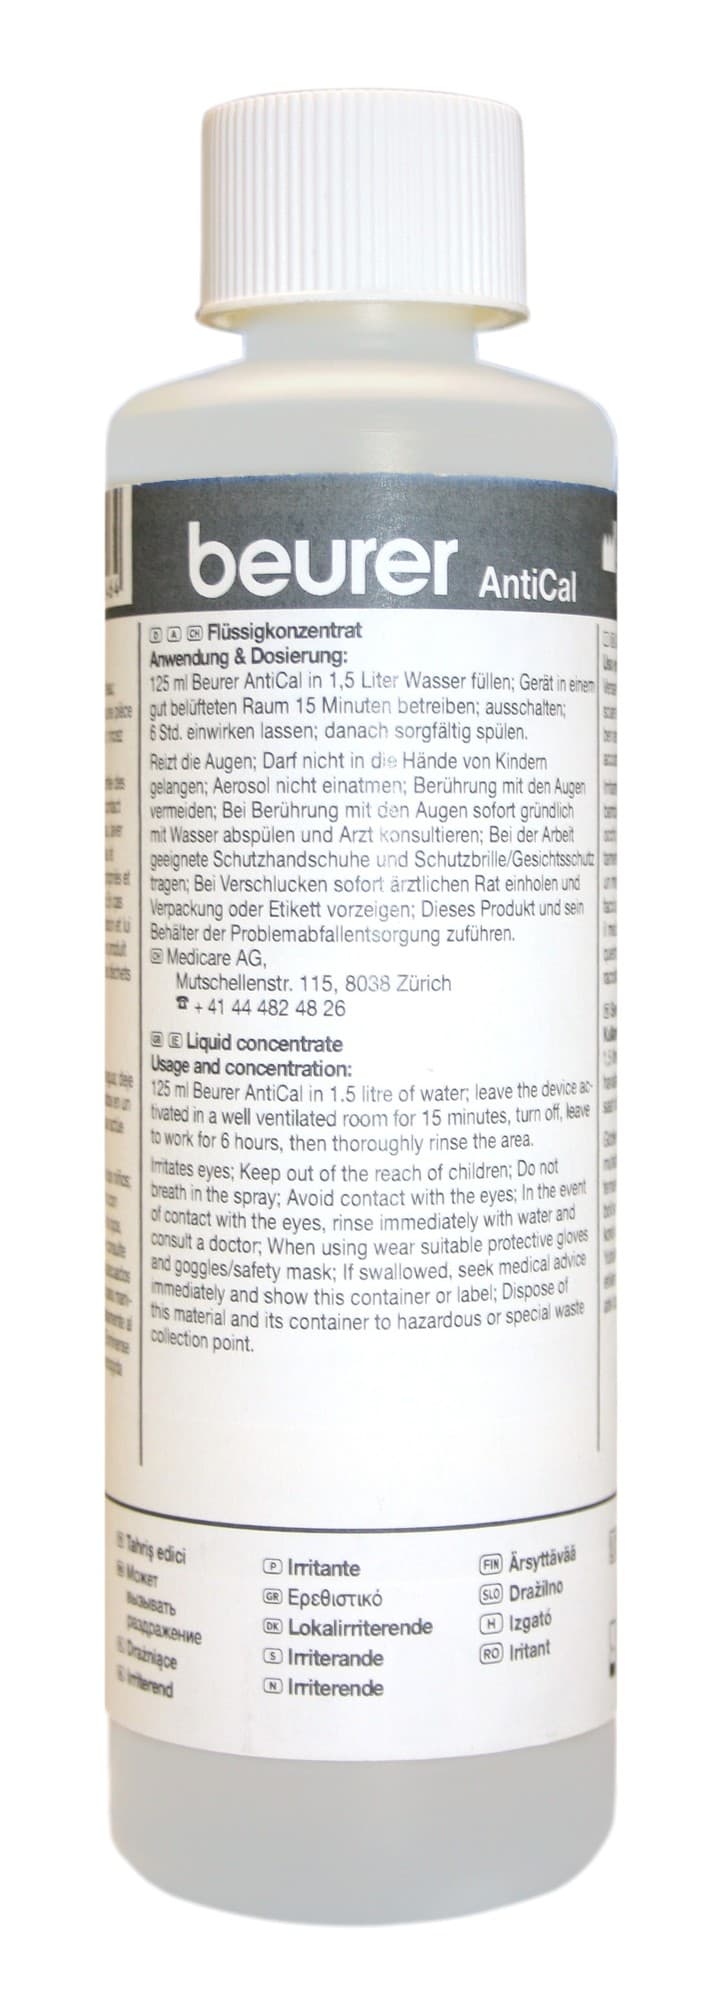 beurer AntiCal
D A CH Flüssigkonzentrat
Anwendung & Dosierung:
125 ml Beurer AntiCal in 1,5 Liter Wasser füllen; Gerät in einem
gut belüfteten Raum 15 Minuten betreiben; ausschalten;
6 Std. einwirken lassen; danach sorgfältig spülen.
Reizt die Augen; Darf nicht in die Hände von Kindern
gelangen; Aerosol nicht einatmen; Berührung mit den Augen
vermeiden; Bei Berührung mit den Augen sofort gründlich
mit Wasser abspülen und Arzt konsultieren; Bei der Arbeit
geeignete Schutzhandschuhe und Schutzbrille/Gesichtsschutz
tragen; Bei Verschlucken sofort ärztlichen Rat einholen und
Verpackung oder Etikett vorzeigen; Dieses Produkt und sein
Behälter der Problemabfallentsorgung zuführen.
CH Medicare AG,
Mutschellenstr. 115, 8038 Zürich
☎ + 41 44 482 48 26
GB IE Liquid concentrate
Usage and concentration:
125 ml Beurer AntiCal in 1.5 litre of water; leave the device ac-
tivated in a well ventilated room for 15 minutes, turn off, leave
to work for 6 hours, then thoroughly rinse the area.
Irritates eyes; Keep out of the reach of children; Do not
breath in the spray; Avoid contact with the eyes; In the event
of contact with the eyes, rinse immediately with water and
consult a doctor; When using wear suitable protective gloves
and goggles/safety mask; If swallowed, seek medical advice
immediately and show this container or label; Dispose of
this material and its container to hazardous or special waste
collection point.
Tahriş edici
Может
вызывать
раздражение
Drażniące
Irriterend
P Irritante
GR Ερεθιστικό
DK Lokalirriterende
S Irriterande
N Irriterende
FIN Ärsyttävää
SLO Dražilno
H Izgató
RO Iritant